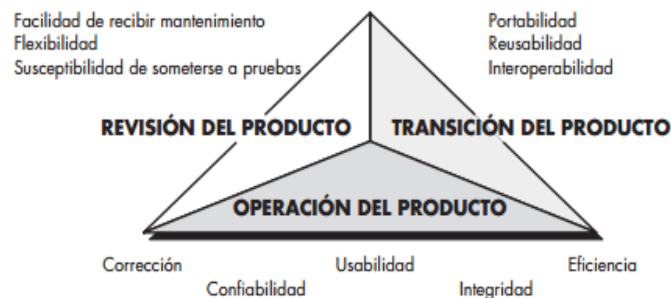 Facilidad de recibir mantenimiento
Flexibilidad
Susceptibilidad de someterse a pruebas
Portabilidad
Reusabilidad
Interoperabilidad
REVISIÓN DEL PRODUCTO
TRANSICIÓN DEL PRODUCTO
OPERACIÓN DEL PRODUCTO
Corrección
Usabilidad
Eficiencia
Confiabilidad
Integridad